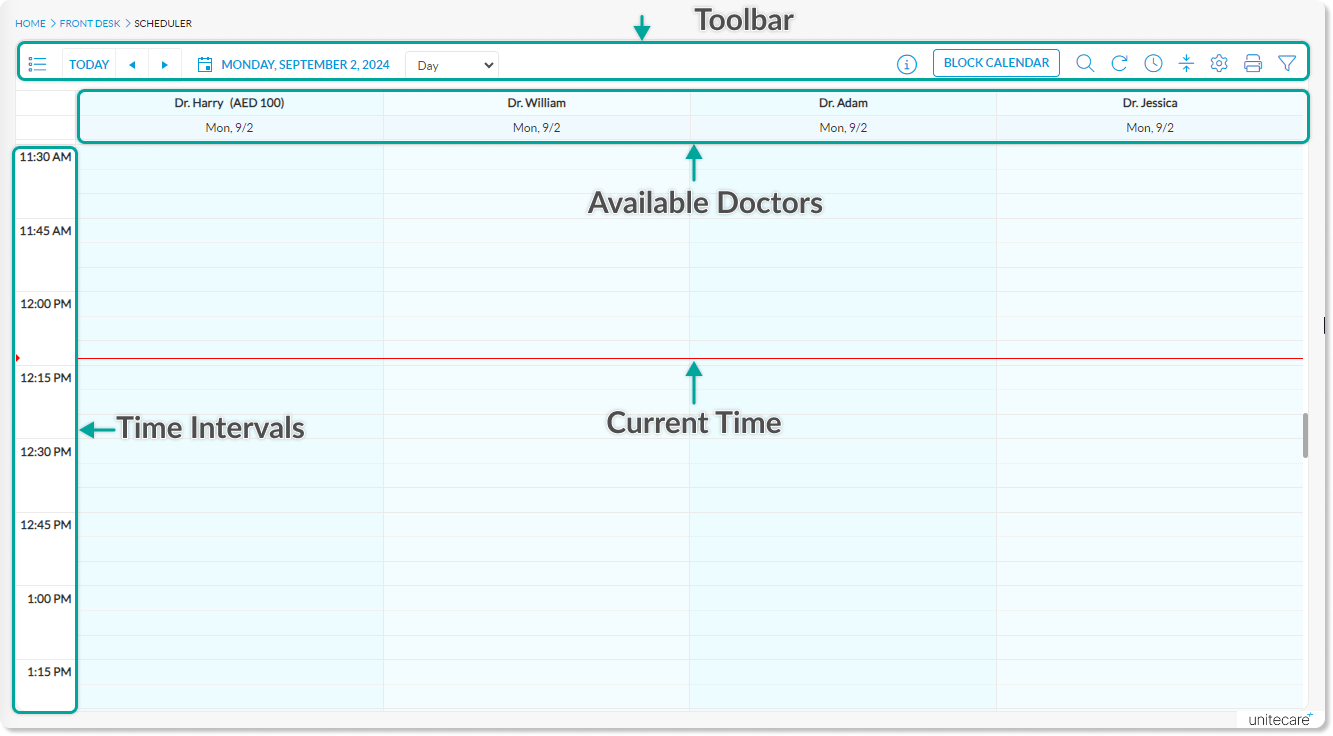 HOME > FRONT DESK > SCHEDULER
Toolbar
TODAY
MONDAY, SEPTEMBER 2, 2024
Day
BLOCK CALENDAR
Dr. Harry (AED 100)
Dr. William
Dr. Adam
Dr. Jessica
Mon, 9/2
Mon, 9/2
Mon, 9/2
Mon, 9/2
11:30 AM
Available Doctors
11:45 AM
12:00 PM
12:15 PM
Current Time
Time Intervals
12:30 PM
12:45 PM
1:00 PM
1:15 PM
unitecare+